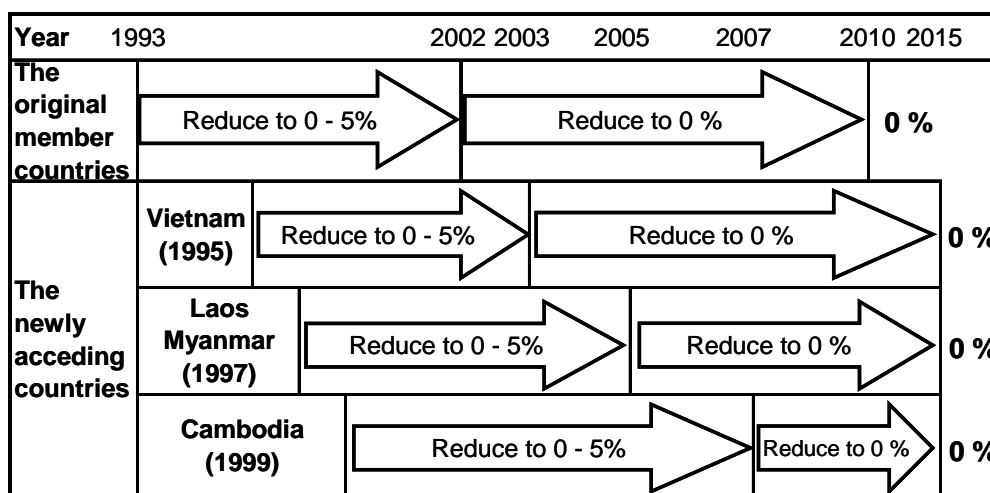 Year 1993 2002 2003 2005 2007 2010 2015
The
original
member
countries
Reduce to 0 - 5%
Reduce to 0 %
0 %
The
newly
acceding
countries
Vietnam
(1995)
Reduce to 0 - 5%
Reduce to 0 %
0 %
Laos
Myanmar
(1997)
Reduce to 0 - 5%
Reduce to 0 %
0 %
Cambodia
(1999)
Reduce to 0 - 5%
Reduce to 0 %
0 %